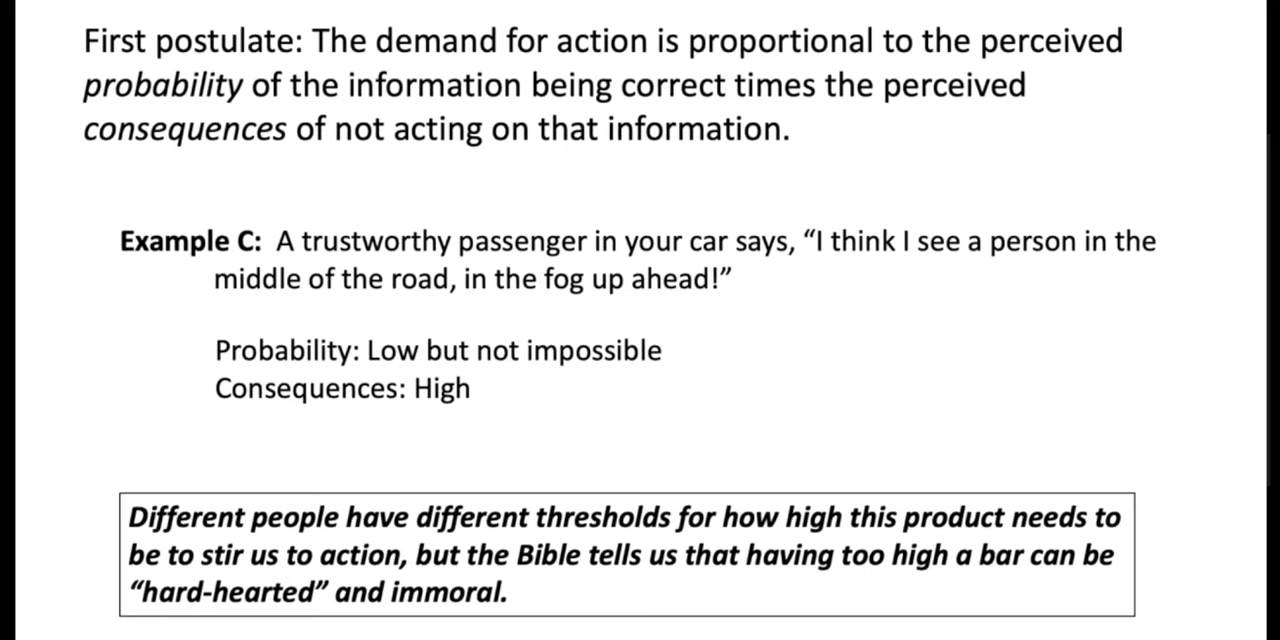 First postulate: The demand for action is proportional to the perceived
probability of the information being correct times the perceived
consequences of not acting on that information.
Example C: A trustworthy passenger in your car says, “I think I see a person in the
middle of the road, in the fog up ahead!”
Probability: Low but not impossible
Consequences: High
Different people have different thresholds for how high this product needs to
be to stir us to action, but the Bible tells us that having too high a bar can be
“hard-hearted” and immoral.